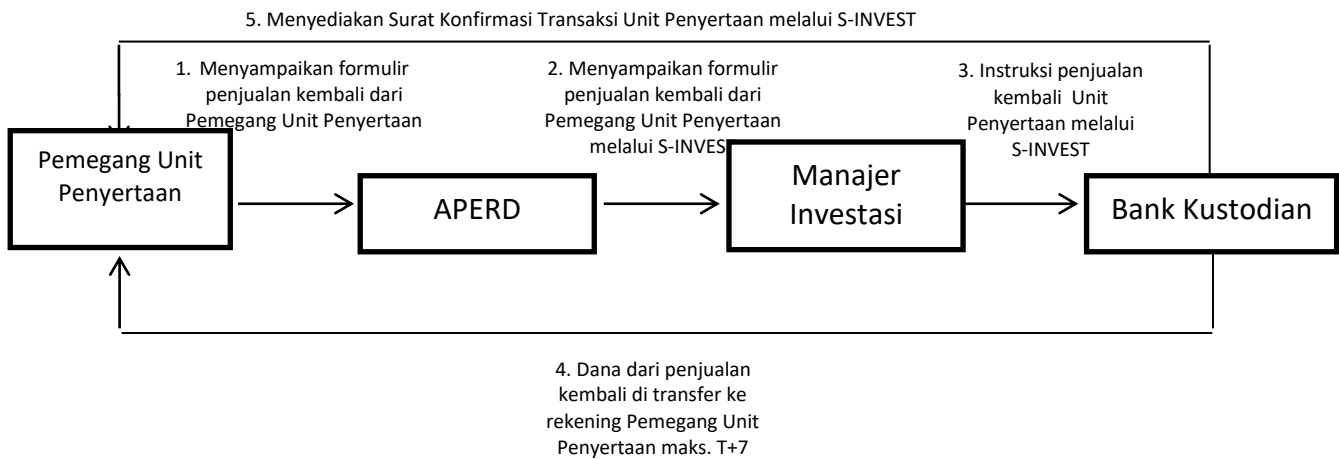 5. Menyediakan Surat Konfirmasi Transaksi Unit Penyertaan melalui S-INVEST
1. Menyampaikan formulir
penjualan kembali dari
Pemegang Unit Penyertaan
2. Menyampaikan formulir
penjualan kembali dari
Pemegang Unit Penyertaan
melalui S-INVES
3. Instruksi penjualan
kembali Unit
Penyertaan melalui
S-INVEST
Pemegang Unit
Penyertaan
APERD
Manajer
Investasi
Bank Kustodian
4. Dana dari penjualan
kembali di transfer ke
rekening Pemegang Unit
Penyertaan maks. T+7